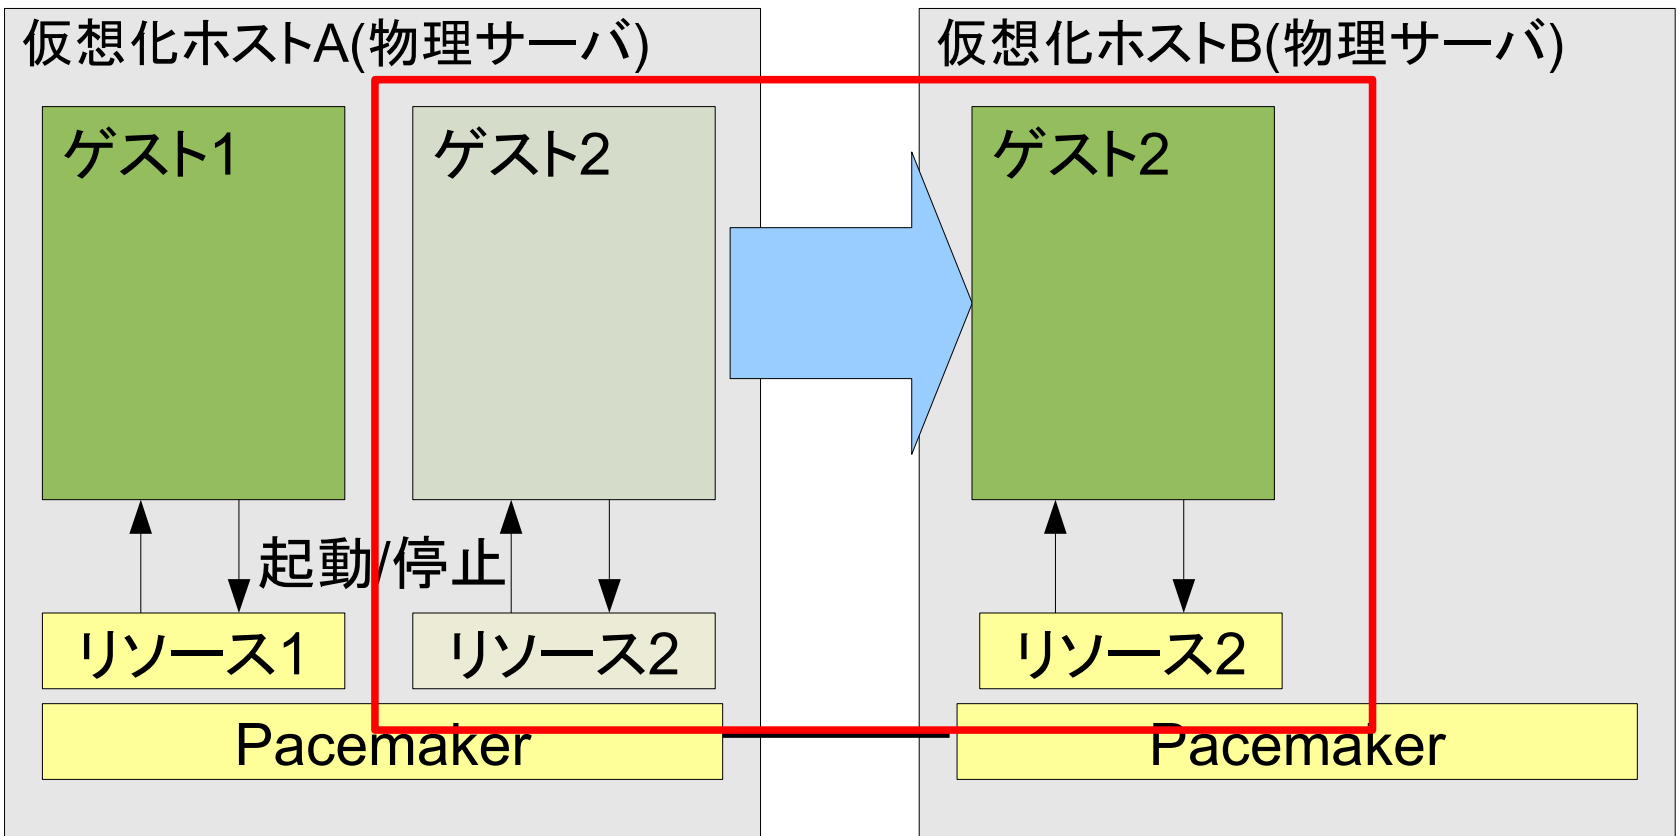 仮想化ホストA(物理サーバ)
仮想化ホストB(物理サーバ)
ゲスト1
ゲスト2
ゲスト2
起動/停止
リソース1
リソース2
リソース2
Pacemaker
Pacemaker